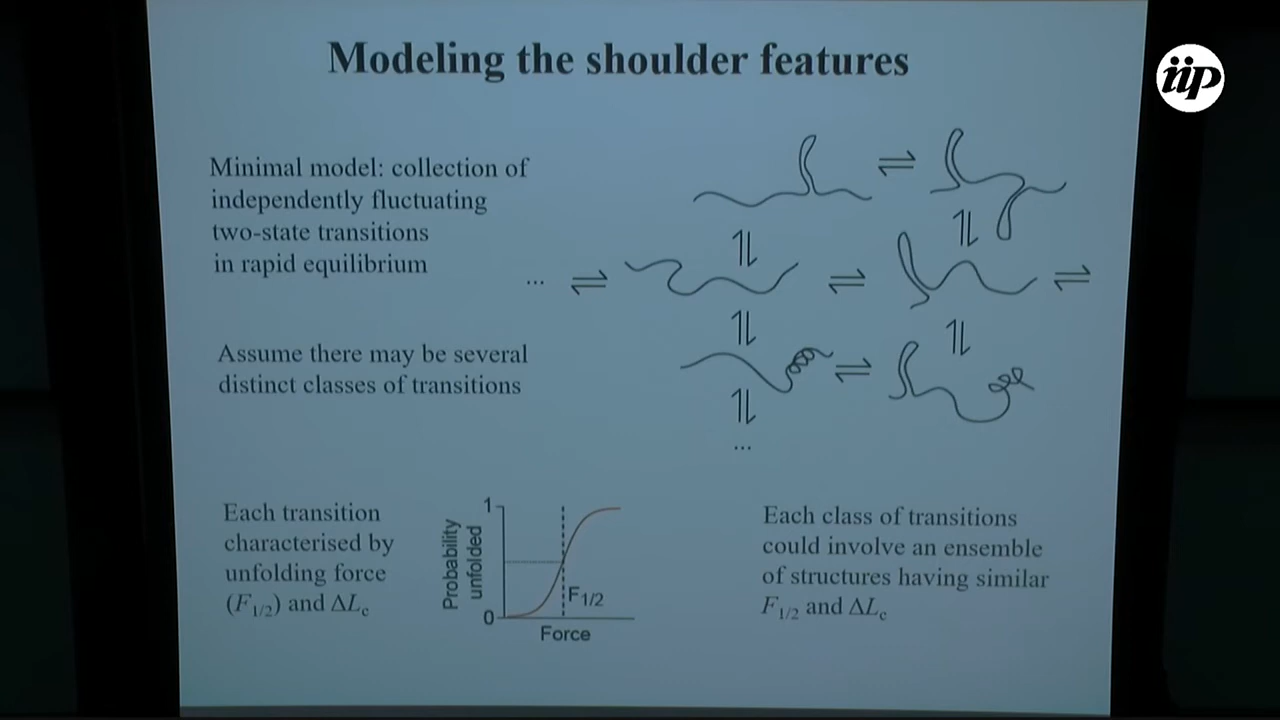 Modeling the shoulder features
iip
Minimal model: collection of
independently fluctuating
two-state transitions
in rapid equilibrium
...
Assume there may be several
distinct classes of transitions
...
Each transition
characterised by
unfolding force
(F1/2) and ΔLc
Probability
unfolded
1
0
F1/2
Force
Each class of transitions
could involve an ensemble
of structures having similar
F1/2 and ΔLc